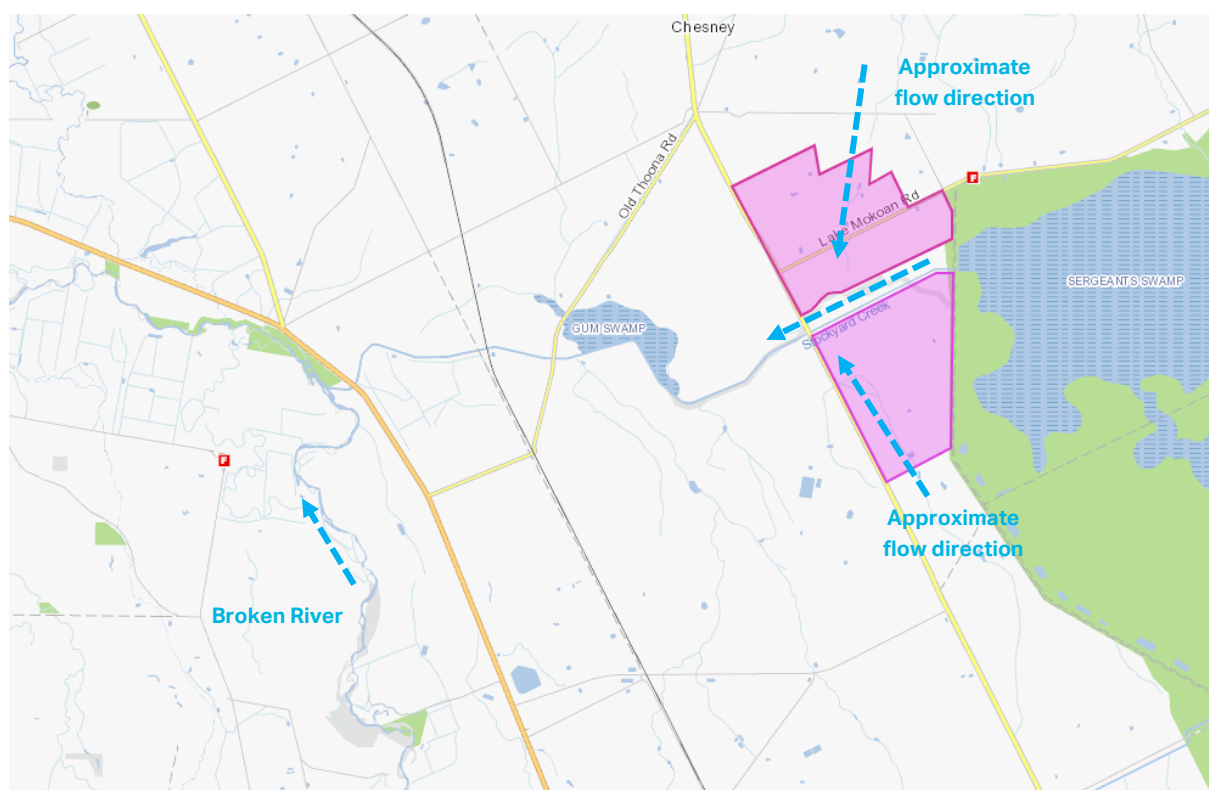 Chesney
Approximate
flow direction
Old Thoona Rd
Lake Mokoan Rd
SERGEANTS SWAMP
GUM SWAMP
Stockyard Creek
F
F
Approximate
flow direction
Broken River